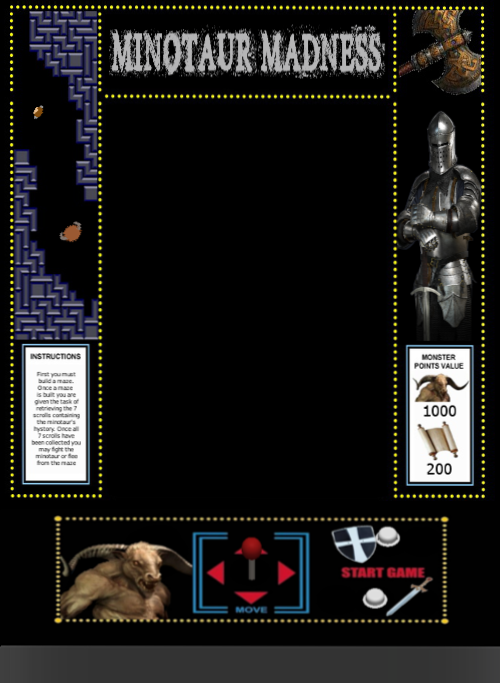 MINOTAUR MADNESS
INSTRUCTIONS
First you must
build a maze.
Once a maze
is built you are
given the task of
retrieving the 7
scrolls containing
the minotaur's
hystory. Once all
7 scrolls have
been collected you
may fight the
minotaur or flee
from the maze
MONSTER
POINTS VALUE
1000
200
MOVE
START GAME